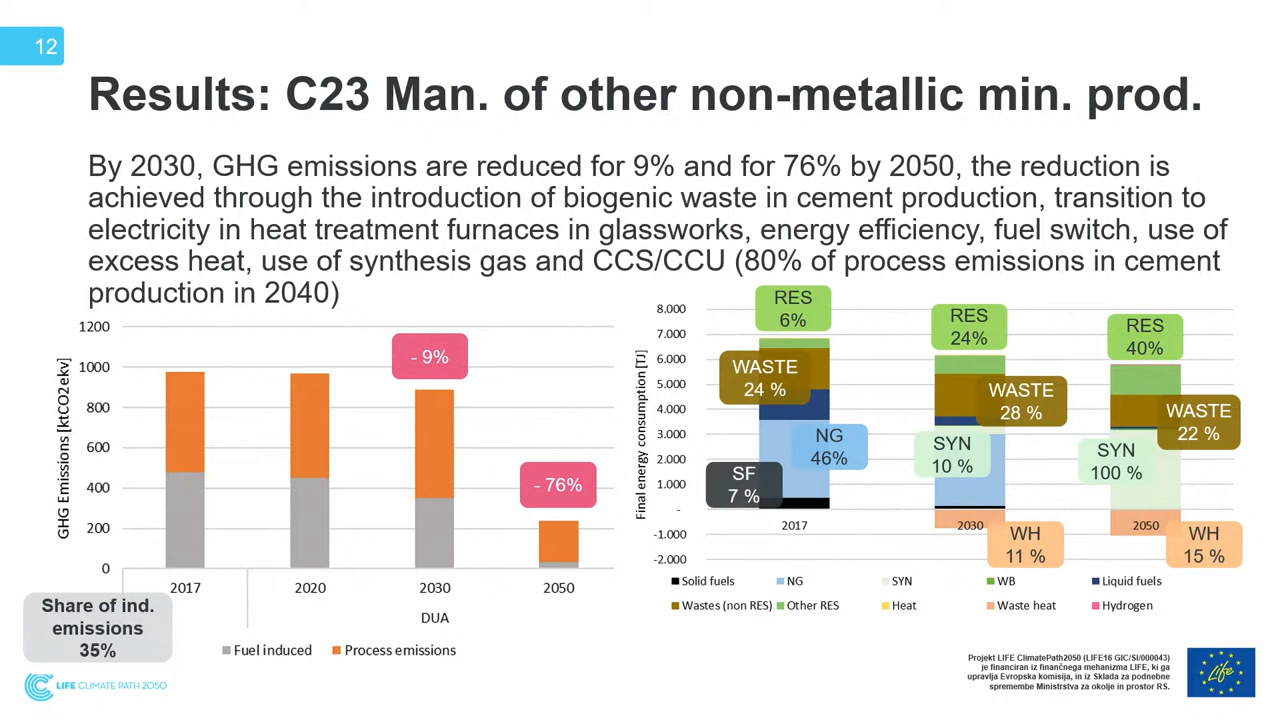 12
Results: C23 Man. of other non-metallic min. prod.
By 2030, GHG emissions are reduced for 9% and for 76% by 2050, the reduction is
achieved through the introduction of biogenic waste in cement production, transition to
electricity in heat treatment furnaces in glassworks, energy efficiency, fuel switch, use of
excess heat, use of synthesis gas and CCS/CCU (80% of process emissions in cement
production in 2040)
GHG Emissions [ktCO2ekv]
1200
1000
800
600
400
200
0
- 9%
- 76%
2017
2020
2030
2050
DUA
Fuel induced
Process emissions
Share of ind.
emissions
35%
Final energy consumption [TJ]
8.000
7.000
6.000
5.000
4.000
3.000
2.000
1.000
-
-1.000
-2.000
RES
6%
WASTE
24 %
NG
46%
SF
7 %
2017
RES
24%
WASTE
28 %
SYN
10 %
2030
WH
11 %
RES
40%
WASTE
22 %
SYN
100 %
2050
WH
15 %
Solid fuels
NG
SYN
WB
Liquid fuels
Wastes (non RES)
Other RES
Heat
Waste heat
Hydrogen
LIFE CLIMATE PATH 2050
Projekt LIFE ClimatePath2050 (LIFE16 GIC/SI/000043)
je financiran iz finančnega mehanizma LIFE, ki ga
upravlja Evropska komisija, in iz Sklada za podnebne
spremembe Ministrstva za okolje in prostor RS.
Life